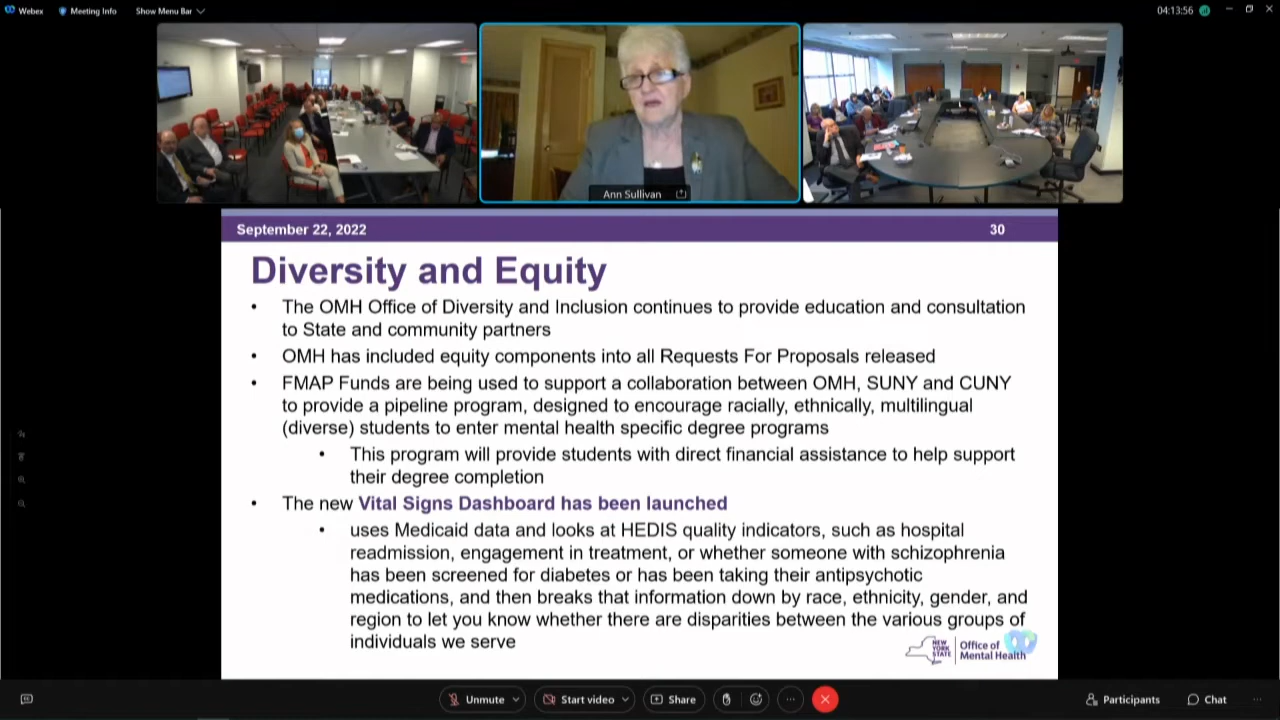 Webex
Meeting Info
Show Menu Bar
04:13:56
Ann Sullivan
September 22, 2022
30
Diversity and Equity
• The OMH Office of Diversity and Inclusion continues to provide education and consultation
to State and community partners
• OMH has included equity components into all Requests For Proposals released
• FMAP Funds are being used to support a collaboration between OMH, SUNY and CUNY
to provide a pipeline program, designed to encourage racially, ethnically, multilingual
(diverse) students to enter mental health specific degree programs
• This program will provide students with direct financial assistance to help support
their degree completion
• The new Vital Signs Dashboard has been launched
• uses Medicaid data and looks at HEDIS quality indicators, such as hospital
readmission, engagement in treatment, or whether someone with schizophrenia
has been screened for diabetes or has been taking their antipsychotic
medications, and then breaks that information down by race, ethnicity, gender, and
region to let you know whether there are disparities between the various groups of
individuals we serve
NEW
YORK
STATE
Office of
Mental Health
Unmute
Start video
Share
Participants
Chat